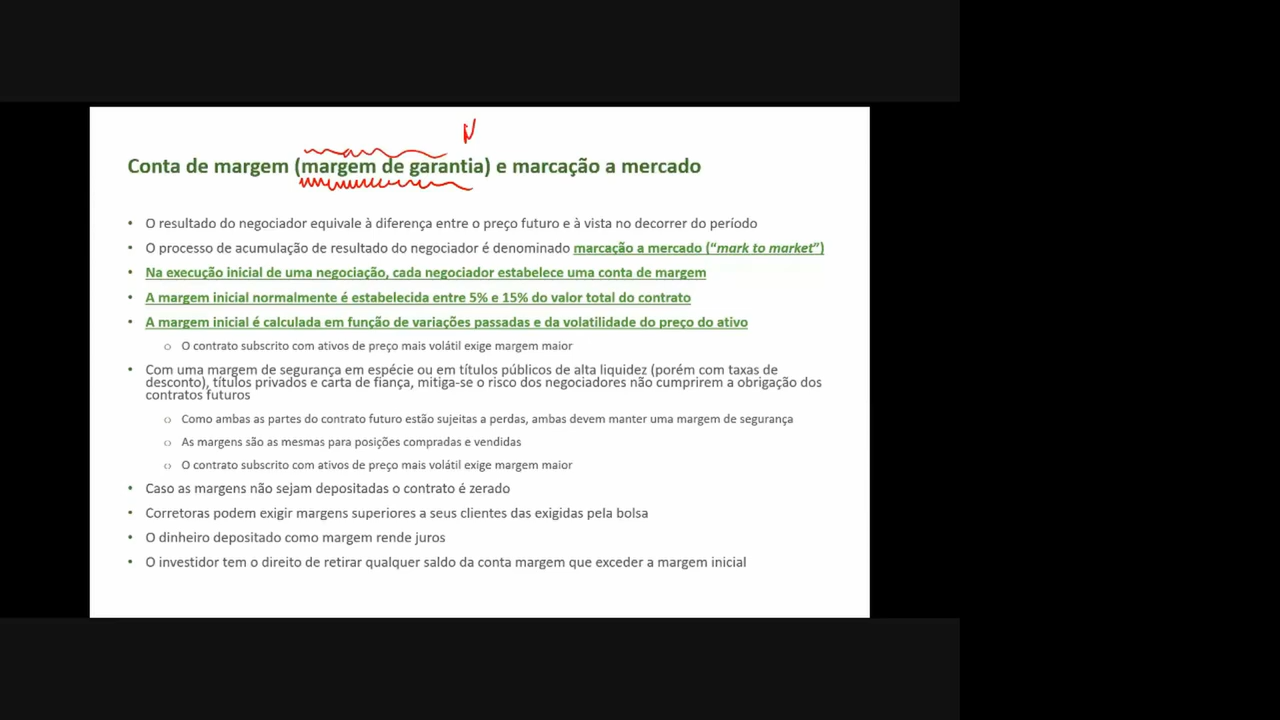 Conta de margem (margem de garantia) e marcação a mercado
• O resultado do negociador equivale à diferença entre o preço futuro e à vista no decorrer do período
• O processo de acumulação de resultado do negociador é denominado marcação a mercado (“mark to market”)
• Na execução inicial de uma negociação, cada negociador estabelece uma conta de margem
• A margem inicial normalmente é estabelecida entre 5% e 15% do valor total do contrato
• A margem inicial é calculada em função de variações passadas e da volatilidade do preço do ativo
o O contrato subscrito com ativos de preço mais volátil exige margem maior
• Com uma margem de segurança em espécie ou em títulos públicos de alta liquidez (porém com taxas de
desconto), títulos privados e carta de fiança, mitiga-se o risco dos negociadores não cumprirem a obrigação dos
contratos futuros
o Como ambas as partes do contrato futuro estão sujeitas a perdas, ambas devem manter uma margem de segurança
o As margens são as mesmas para posições compradas e vendidas
o O contrato subscrito com ativos de preço mais volátil exige margem maior
• Caso as margens não sejam depositadas o contrato é zerado
• Corretoras podem exigir margens superiores a seus clientes das exigidas pela bolsa
• O dinheiro depositado como margem rende juros
• O investidor tem o direito de retirar qualquer saldo da conta margem que exceder a margem inicial